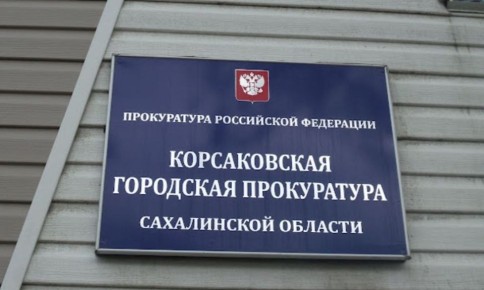 ПРОКУРАТУРА РОССИЙСКОЙ ФЕДЕРАЦИИ
КОРСАКОВСКАЯ
ГОРОДСКАЯ ПРОКУРАТУРА
САХАЛИНСКОЙ ОБЛАСТИ